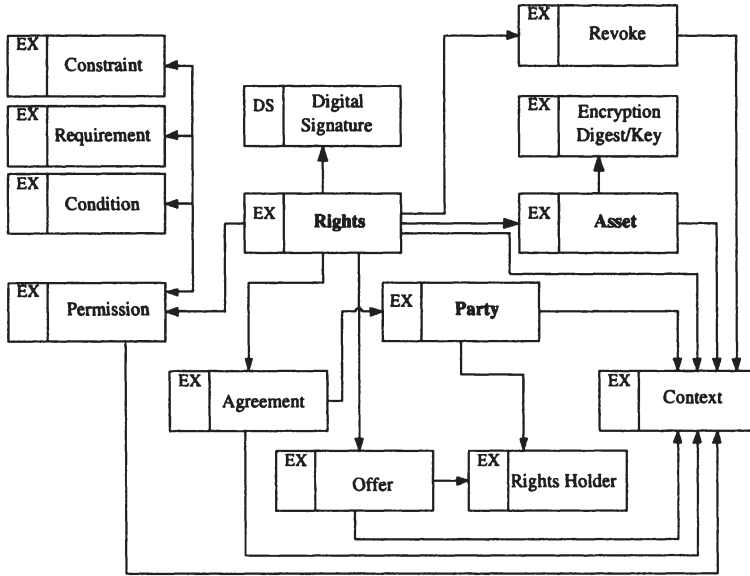 EX
Revoke
EX
Constraint
EX
Encryption
Digest/Key
DS
Digital
Signature
EX
Requirement
EX
Condition
EX
Rights
EX
Asset
EX
Permission
EX
Party
EX
Agreement
EX
Context
EX
Offer
EX
Rights Holder